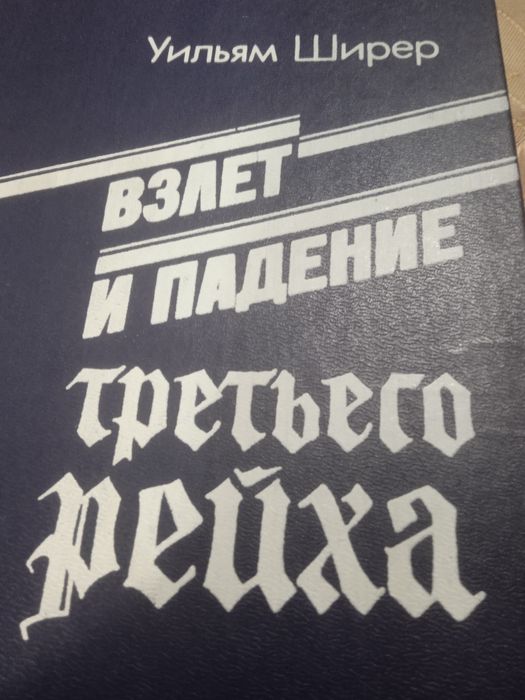 Уильям Ширер
ВЗЛЕТ
И ПАДЕНИЕ
третьего
рейха